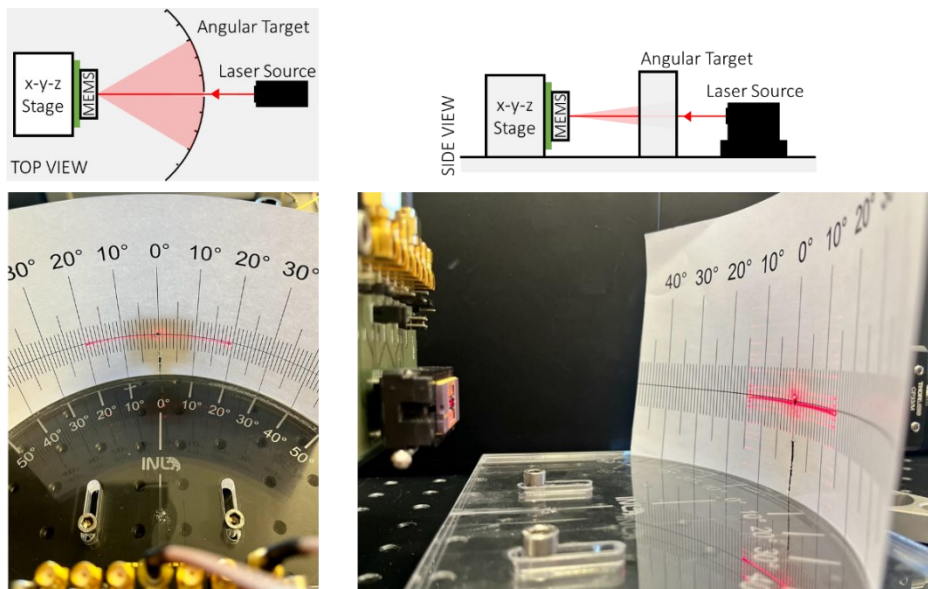 Angular Target
Laser Source
x-y-z
Stage
MEMS
TOP VIEW
Angular Target
Laser Source
x-y-z
Stage
MEMS
SIDE VIEW
30° 20° 10° 0° 10° 20° 30°
50° 40° 30° 20° 10° 0° 10° 20° 30° 40° 50°
40° 30° 20° 10° 0° 10° 20°
THORLABS